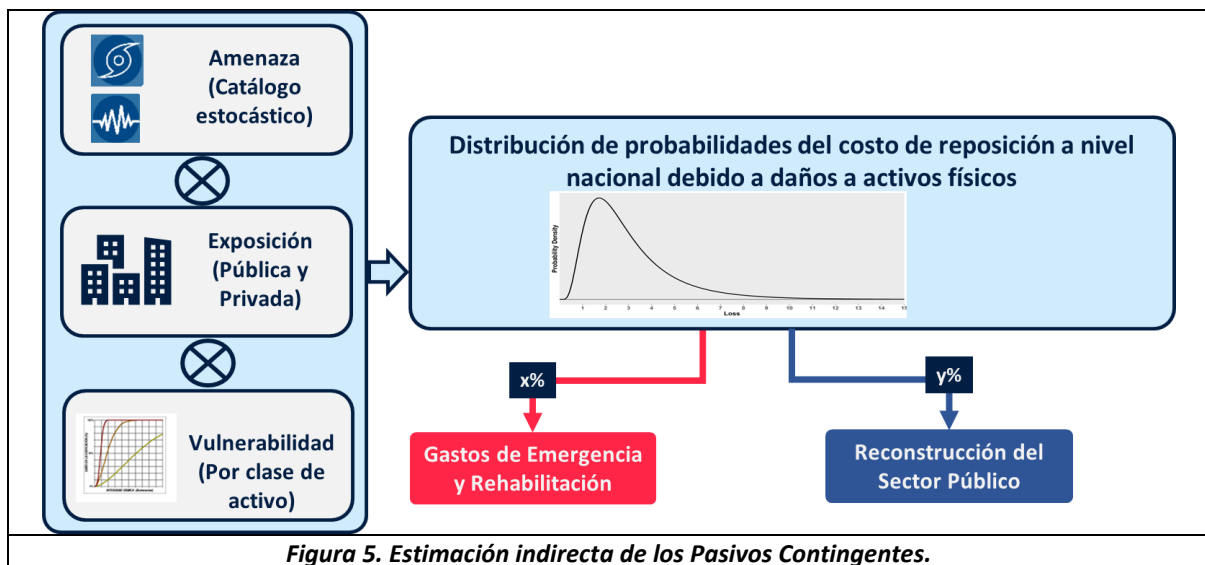 Amenaza
(Catálogo
estocástico)
Exposición
(Pública y
Privada)
Vulnerabilidad
(Por clase de
activo)
Distribución de probabilidades del costo de reposición a nivel
nacional debido a daños a activos físicos
Probability Density
1 2 3 4 5 6 7 8 9 10 11 12 13 14 15
Loss
x%
y%
Gastos de Emergencia
y Rehabilitación
Reconstrucción del
Sector Público
Figura 5. Estimación indirecta de los Pasivos Contingentes.